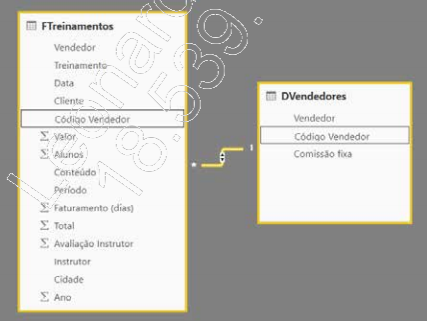 FTreinamentos
Vendedor
Treinamento
Data
Cliente
Código Vendedor
Σ Valor
Σ Alunos
Conteúdo
Período
Σ Faturamento (dias)
Σ Total
Σ Avaliação Instrutor
Instrutor
Cidade
Σ Ano
* 1
DVendedores
Vendedor
Código Vendedor
Comissão fixa